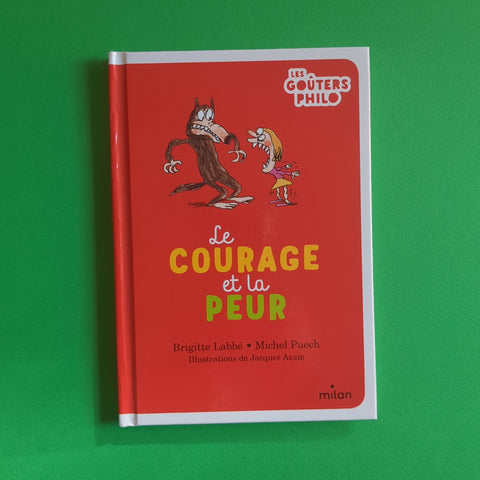 LES
GOÛTERS
PHILO
Le
COURAGE
et la
PEUR
Brigitte Labbé • Michel Puech
Illustrations de Jacques Azam
milan